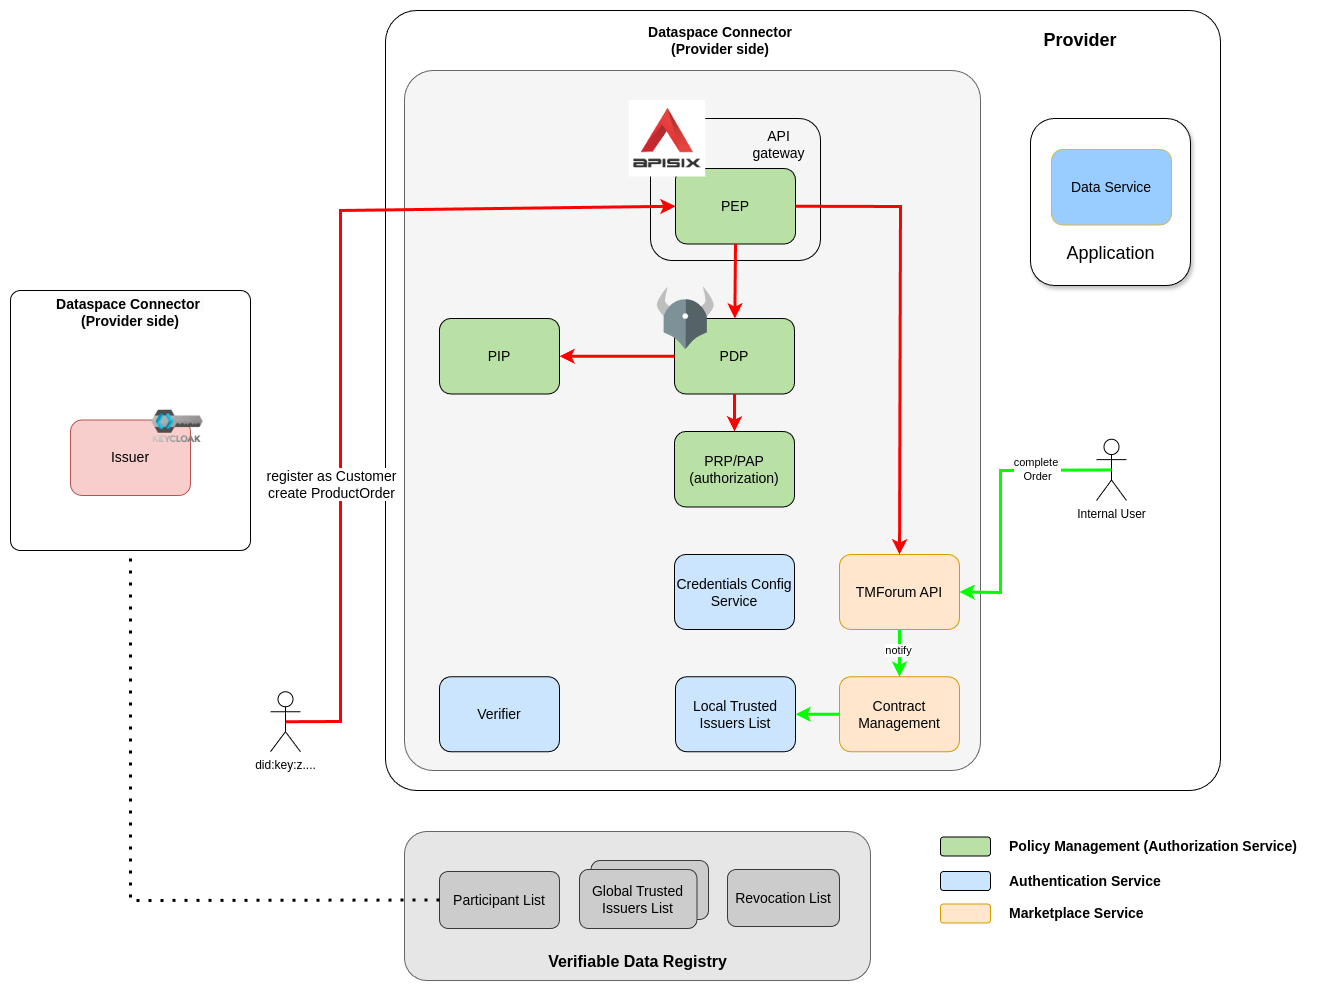 Dataspace Connector
(Provider side)
Provider
APISIX
API
gateway
PEP
Data Service
Application
Dataspace Connector
(Provider side)
PIP
PDP
KEYCLOAK
Issuer
PRP/PAP
(authorization)
register as Customer
create ProductOrder
complete
Order
Internal User
Credentials Config
Service
TMForum API
notify
Verifier
Local Trusted
Issuers List
Contract
Management
did:key:z....
Participant List
Global Trusted
Issuers List
Revocation List
Verifiable Data Registry
Policy Management (Authorization Service)
Authentication Service
Marketplace Service